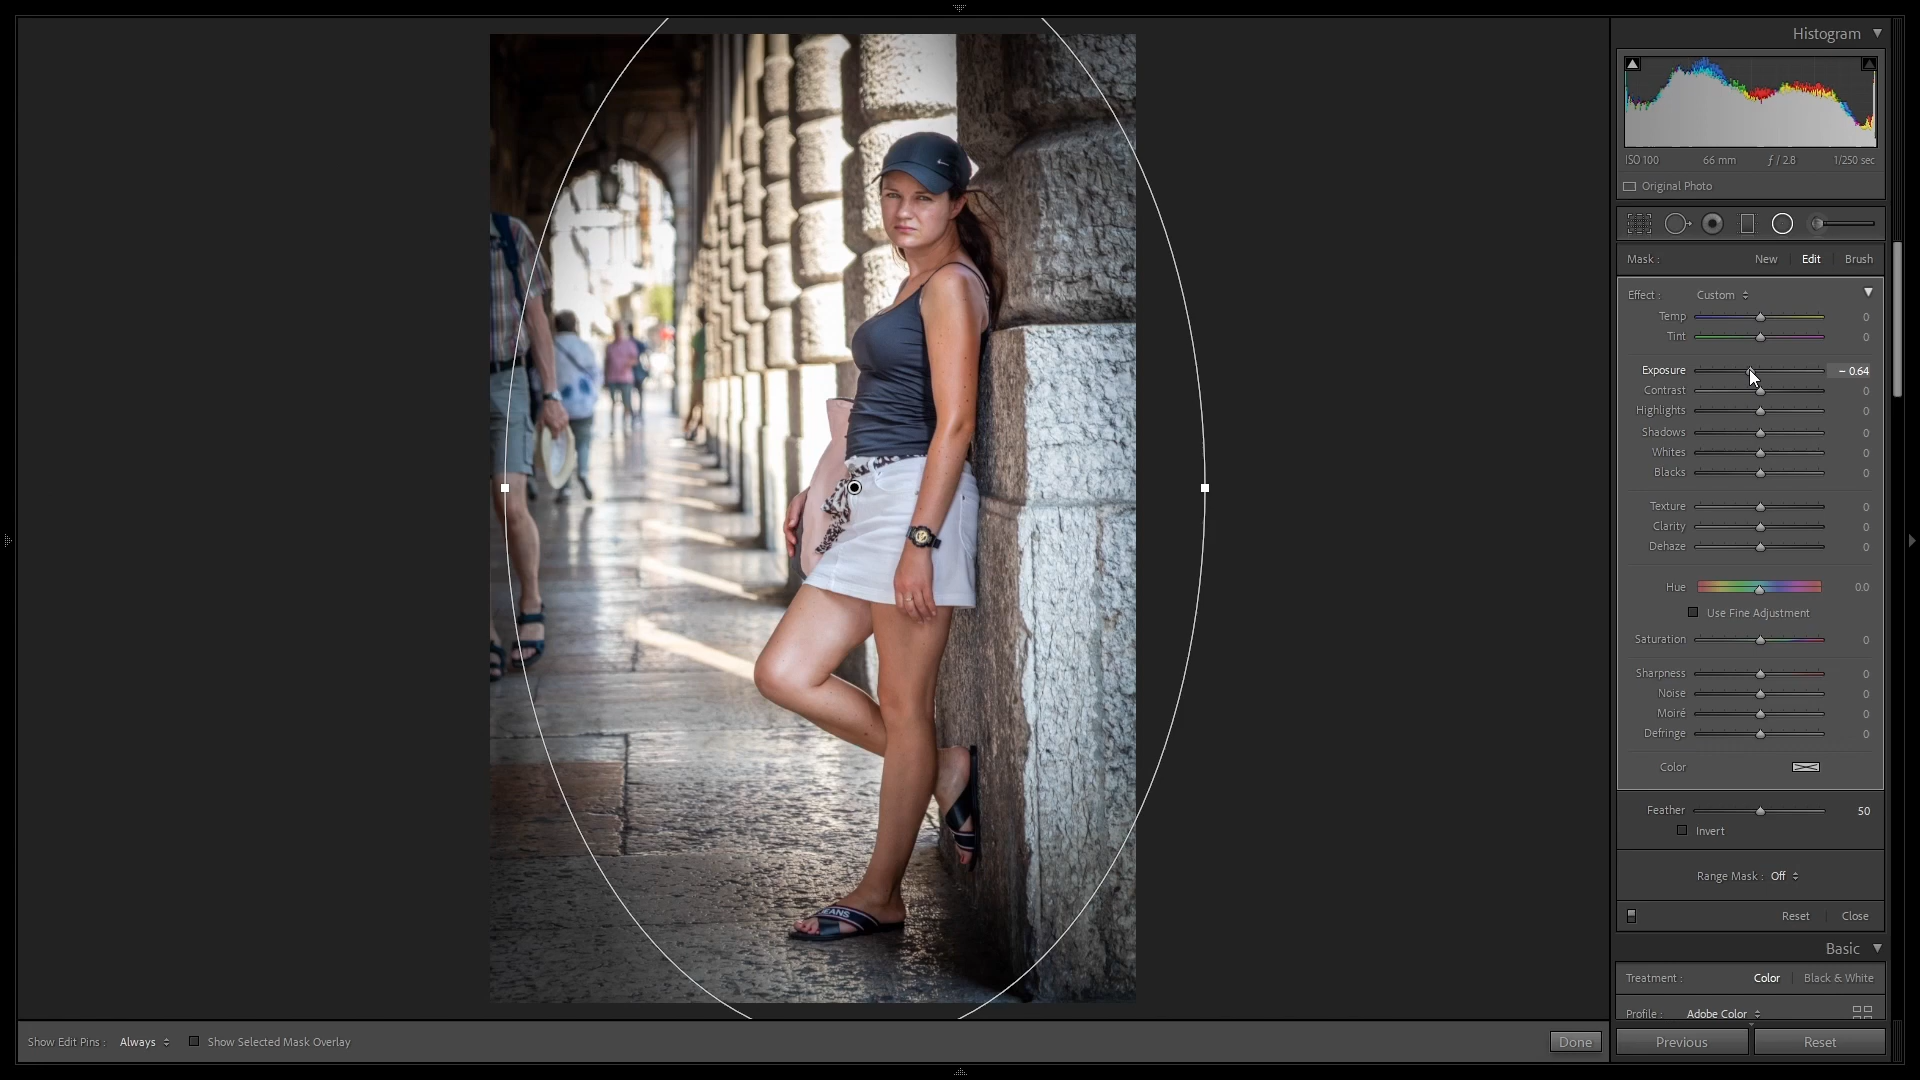 Histogram
ISO 100 66 mm ƒ / 2.8 1/250 sec
Original Photo
Mask : New Edit Brush
Effect : Custom
Temp 0
Tint 0
Exposure – 0.64
Contrast 0
Highlights 0
Shadows 0
Whites 0
Blacks 0
Texture 0
Clarity 0
Dehaze 0
Hue 0.0
Use Fine Adjustment
Saturation 0
Sharpness 0
Noise 0
Moiré 0
Defringe 0
Color
Feather 50
Invert
Range Mask : Off
Reset Close
Basic
Treatment : Color Black & White
Profile : Adobe Color
Show Edit Pins : Always Show Selected Mask Overlay Done
Previous Reset
JEANS